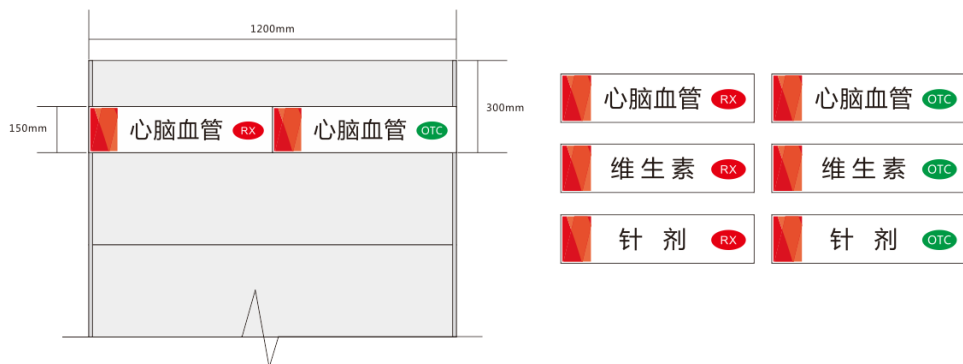 1200mm
300mm
150mm
心脑血管 RX
心脑血管 OTC
心脑血管 RX
心脑血管 OTC
维生素 RX
维生素 OTC
针剂 RX
针剂 OTC